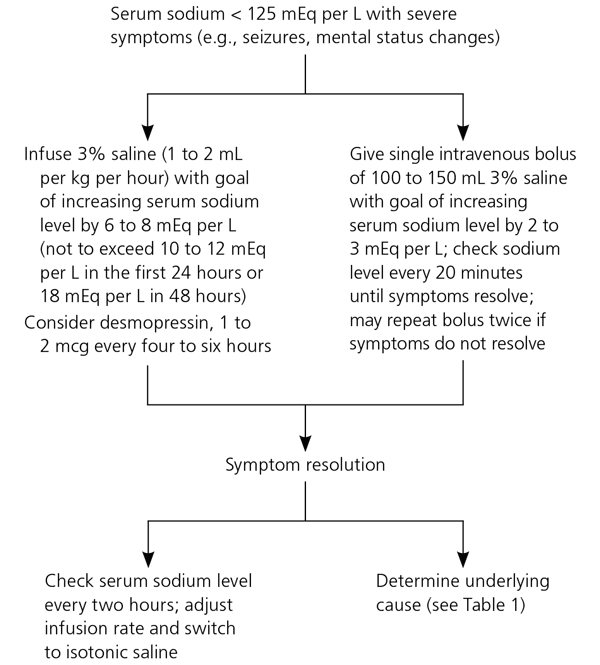 Serum sodium < 125 mEq per L with severe
symptoms (e.g., seizures, mental status changes)
Infuse 3% saline (1 to 2 mL
per kg per hour) with goal
of increasing serum sodium
level by 6 to 8 mEq per L
(not to exceed 10 to 12 mEq
per L in the first 24 hours or
18 mEq per L in 48 hours)
Consider desmopressin, 1 to
2 mcg every four to six hours
Give single intravenous bolus
of 100 to 150 mL 3% saline
with goal of increasing
serum sodium level by 2 to
3 mEq per L; check sodium
level every 20 minutes
until symptoms resolve;
may repeat bolus twice if
symptoms do not resolve
Symptom resolution
Check serum sodium level
every two hours; adjust
infusion rate and switch
to isotonic saline
Determine underlying
cause (see Table 1)